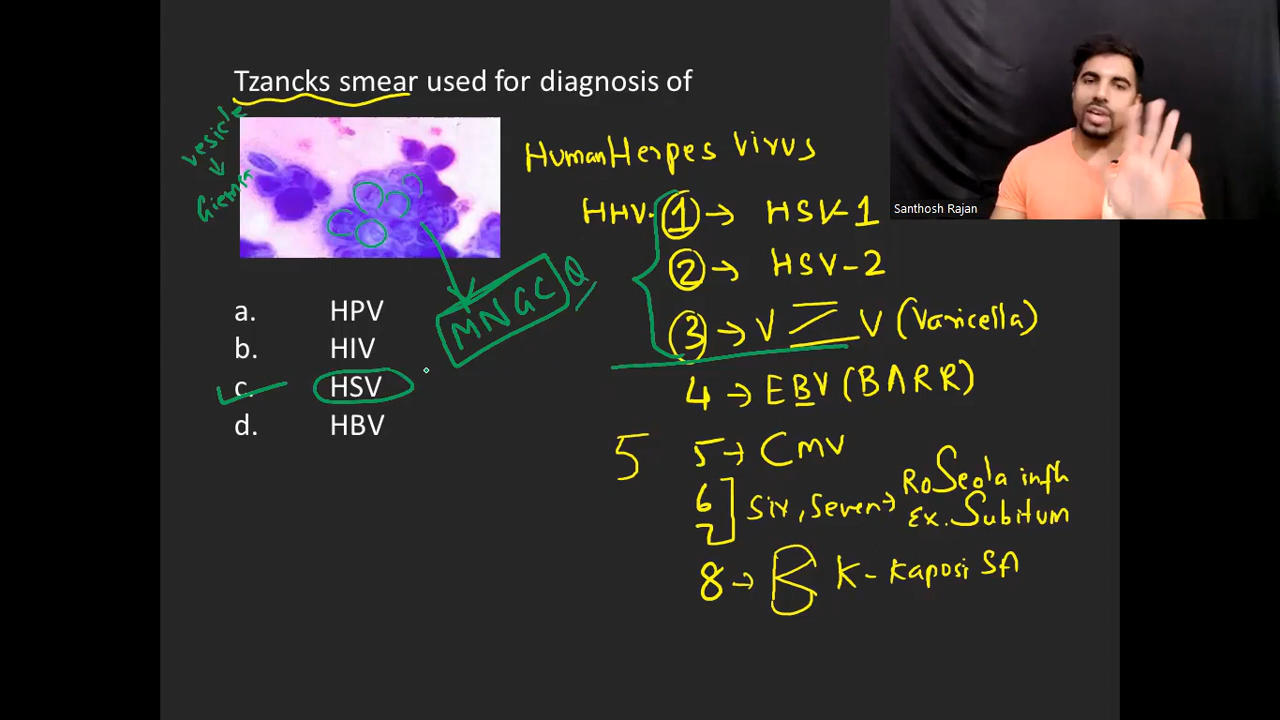 Tzancks smear used for diagnosis of
vesicle
Giemsa
a. HPV
b. HIV
c. HSV
d. HBV
MNGC Q
Human Herpes Virus
HHV. 1 → HSV-1
2 → HSV-2
3 → VZV (Varicella)
4 → EBV (BARR)
5
5 → CMV
6
7
Six, Seven → RoSeola infn
Ex. Subitum
8 → K - Kaposi SA
Santhosh Rajan